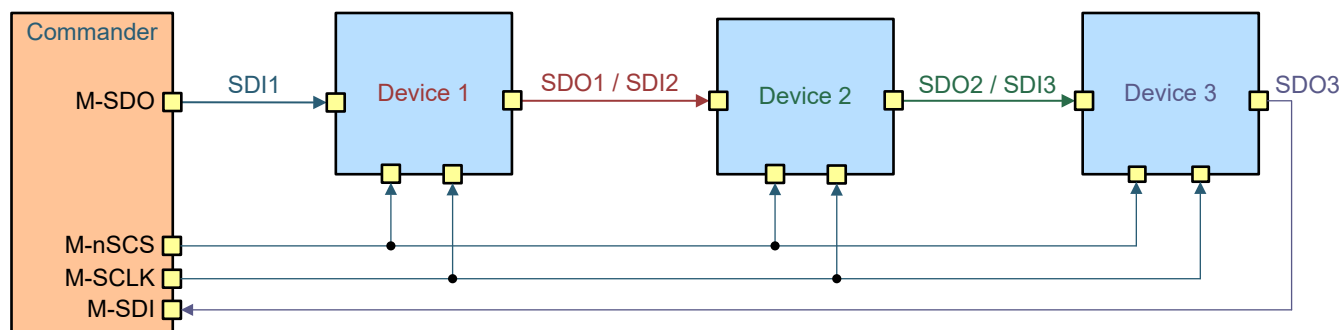 Commander
M-SDO
SDI1
Device 1
SDO1 / SDI2
Device 2
SDO2 / SDI3
Device 3
SDO3
M-nSCS
M-SCLK
M-SDI